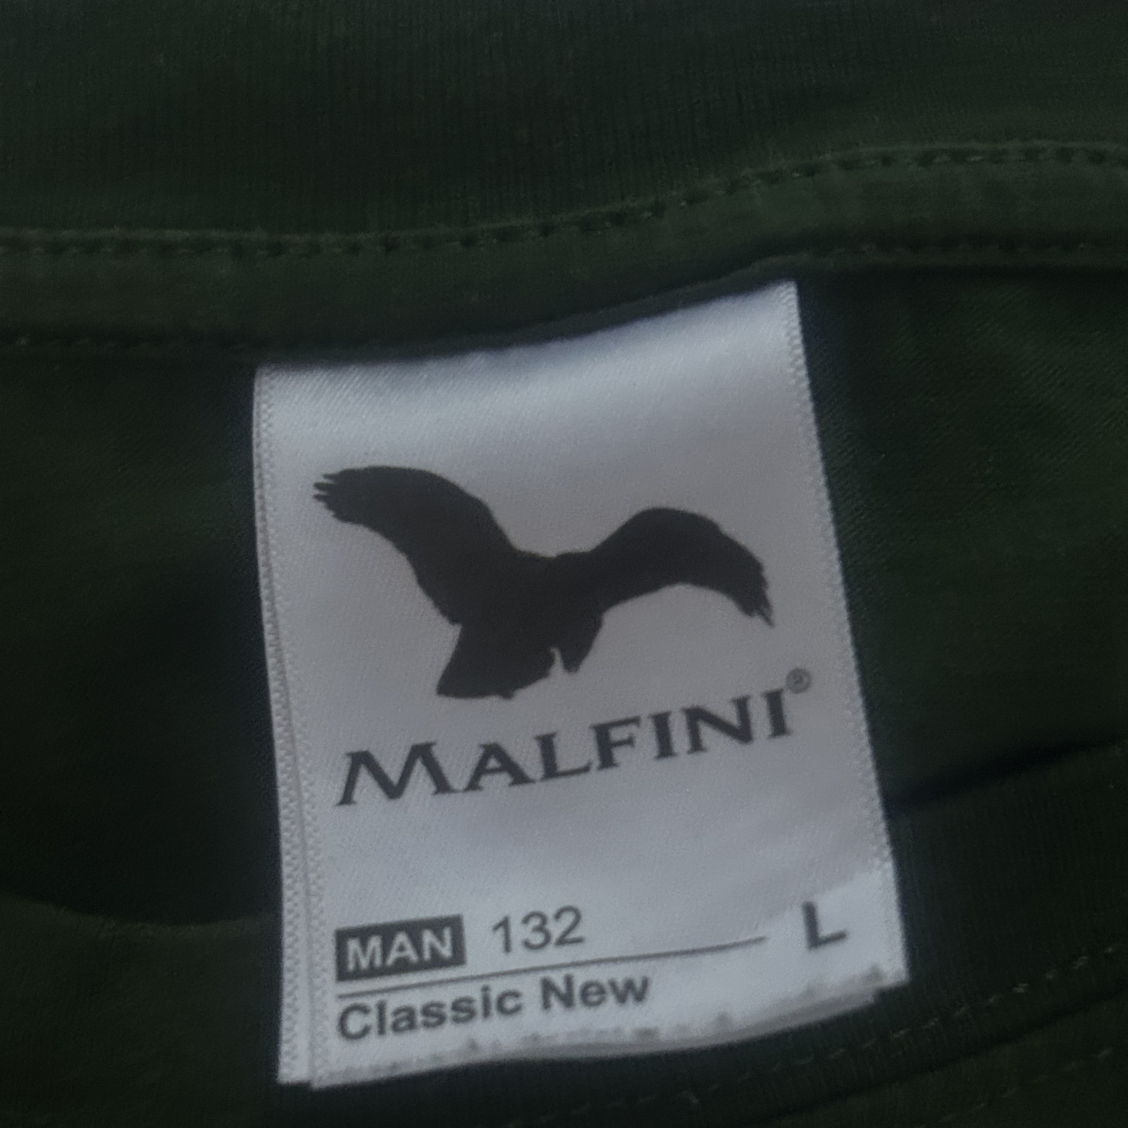 MALFINI®
MAN 132 L
Classic New